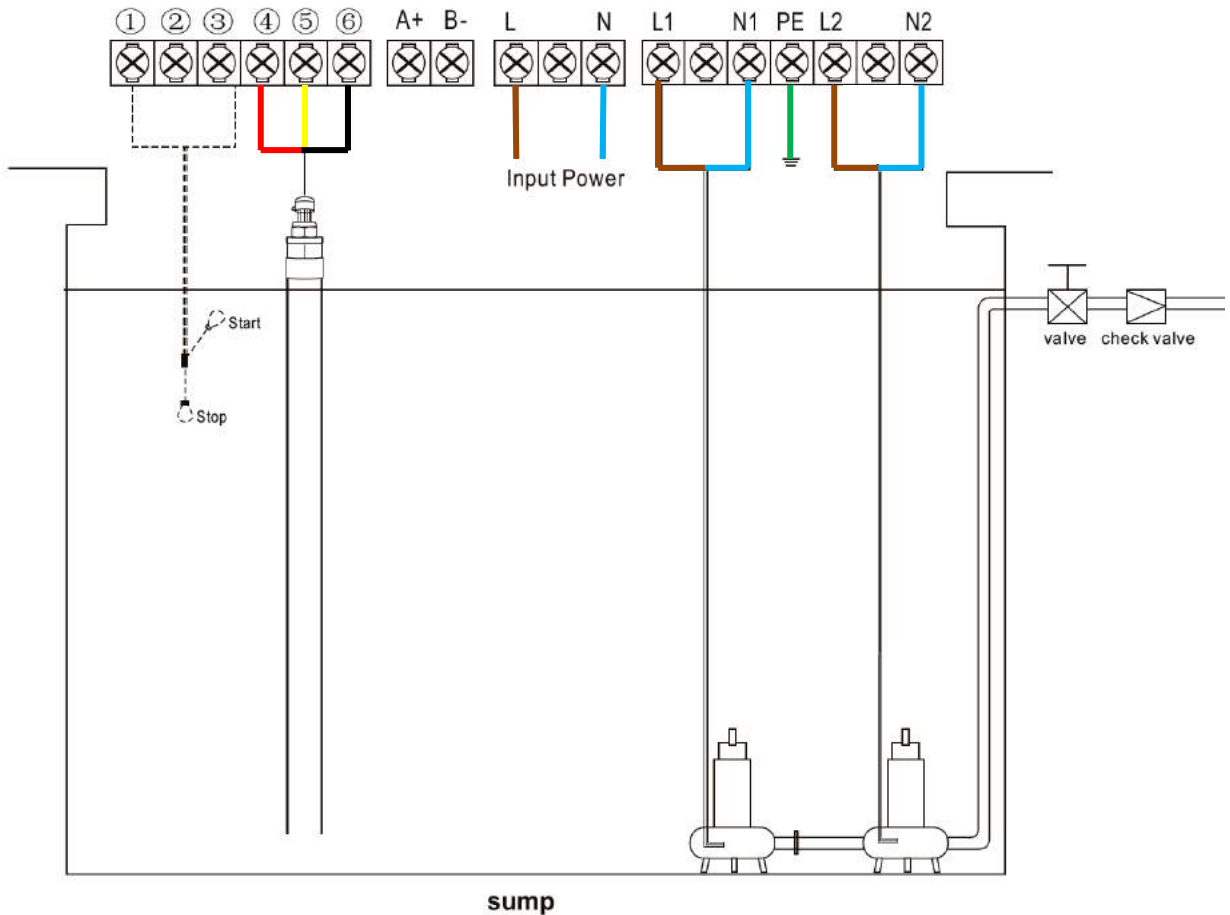 ① ② ③ ④ ⑤ ⑥ A+ B- L N L1 N1 PE L2 N2
Input Power
Start
Stop
valve check valve
sump